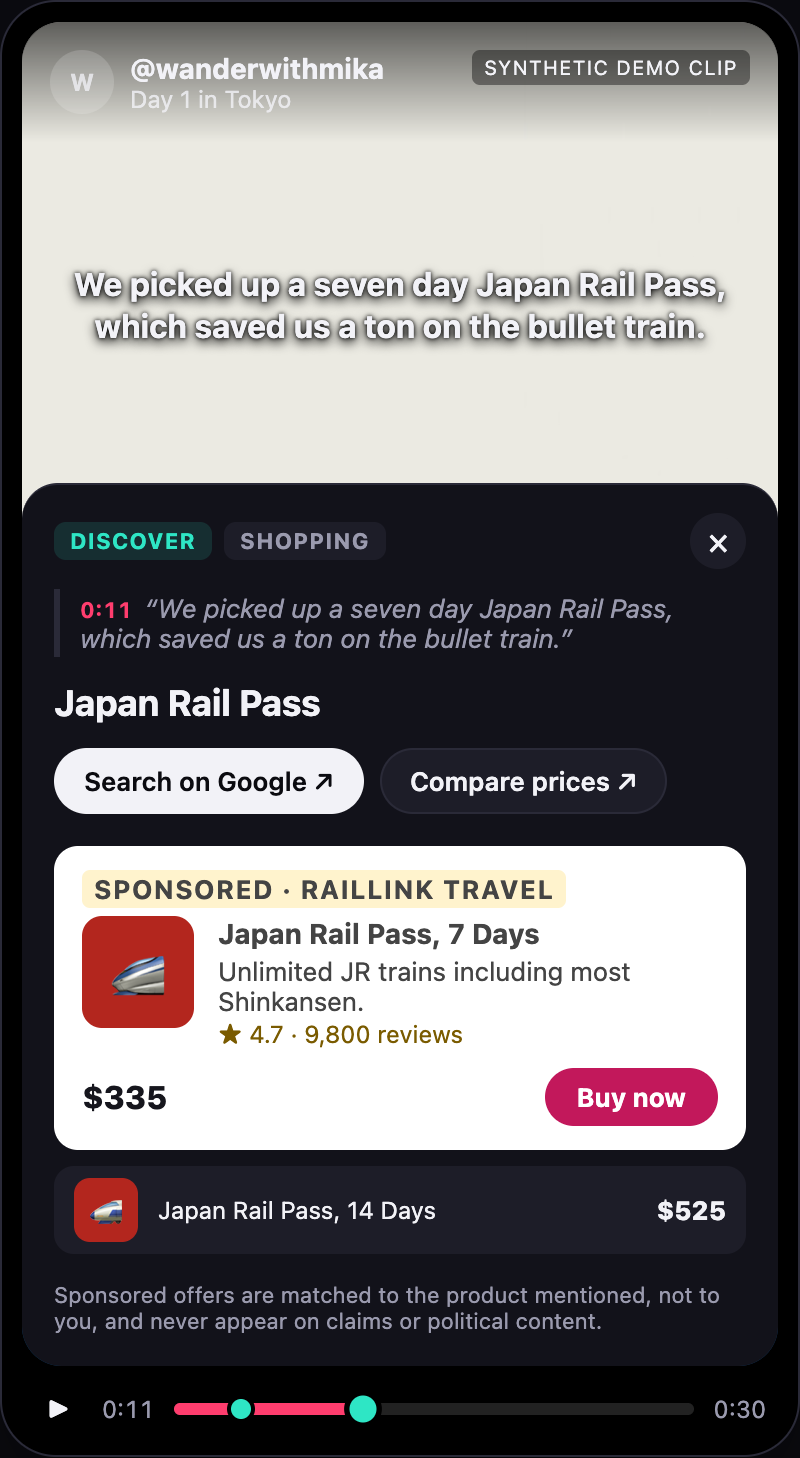 W
@wanderwithmika
Day 1 in Tokyo
SYNTHETIC DEMO CLIP
We picked up a seven day Japan Rail Pass,
which saved us a ton on the bullet train.
DISCOVER
SHOPPING
×
0:11 “We picked up a seven day Japan Rail Pass,
which saved us a ton on the bullet train.”
Japan Rail Pass
Search on Google ↗
Compare prices ↗
SPONSORED · RAILLINK TRAVEL
Japan Rail Pass, 7 Days
Unlimited JR trains including most
Shinkansen.
★ 4.7 · 9,800 reviews
$335
Buy now
Japan Rail Pass, 14 Days
$525
Sponsored offers are matched to the product mentioned, not to
you, and never appear on claims or political content.
0:11
0:30